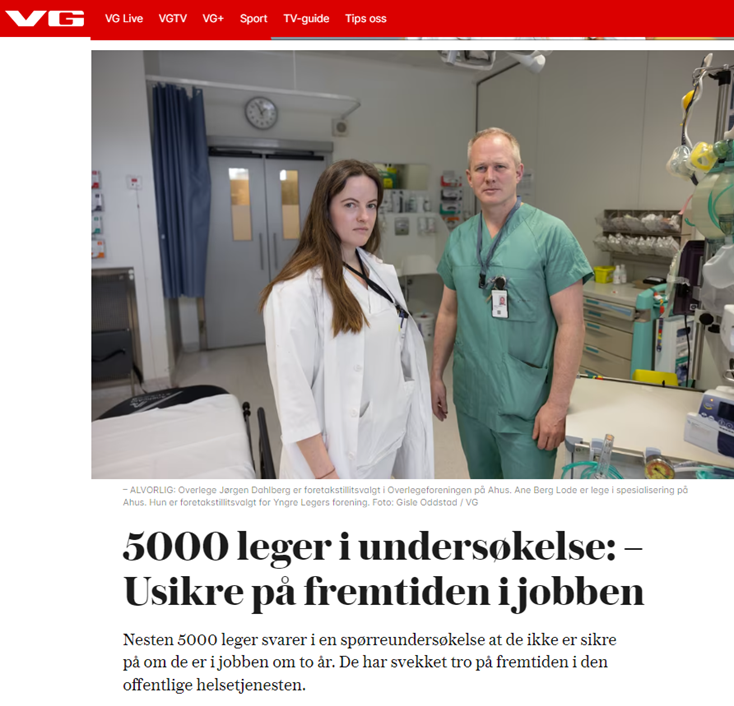 VG
VG Live VGTV VG+ Sport TV-guide Tips oss
– ALVORLIG: Overlege Jørgen Dahlberg er foretakstillitsvalgt i Overlegeforeningen på Ahus. Ane Berg Lode er lege i spesialisering på
Ahus. Hun er foretakstillitsvalgt for Yngre Legers forening. Foto: Gisle Oddstad / VG
5000 leger i undersøkelse: –
Usikre på fremtiden i jobben
Nesten 5000 leger svarer i en spørreundersøkelse at de ikke er sikre
på om de er i jobben om to år. De har svekket tro på fremtiden i den
offentlige helsetjenesten.